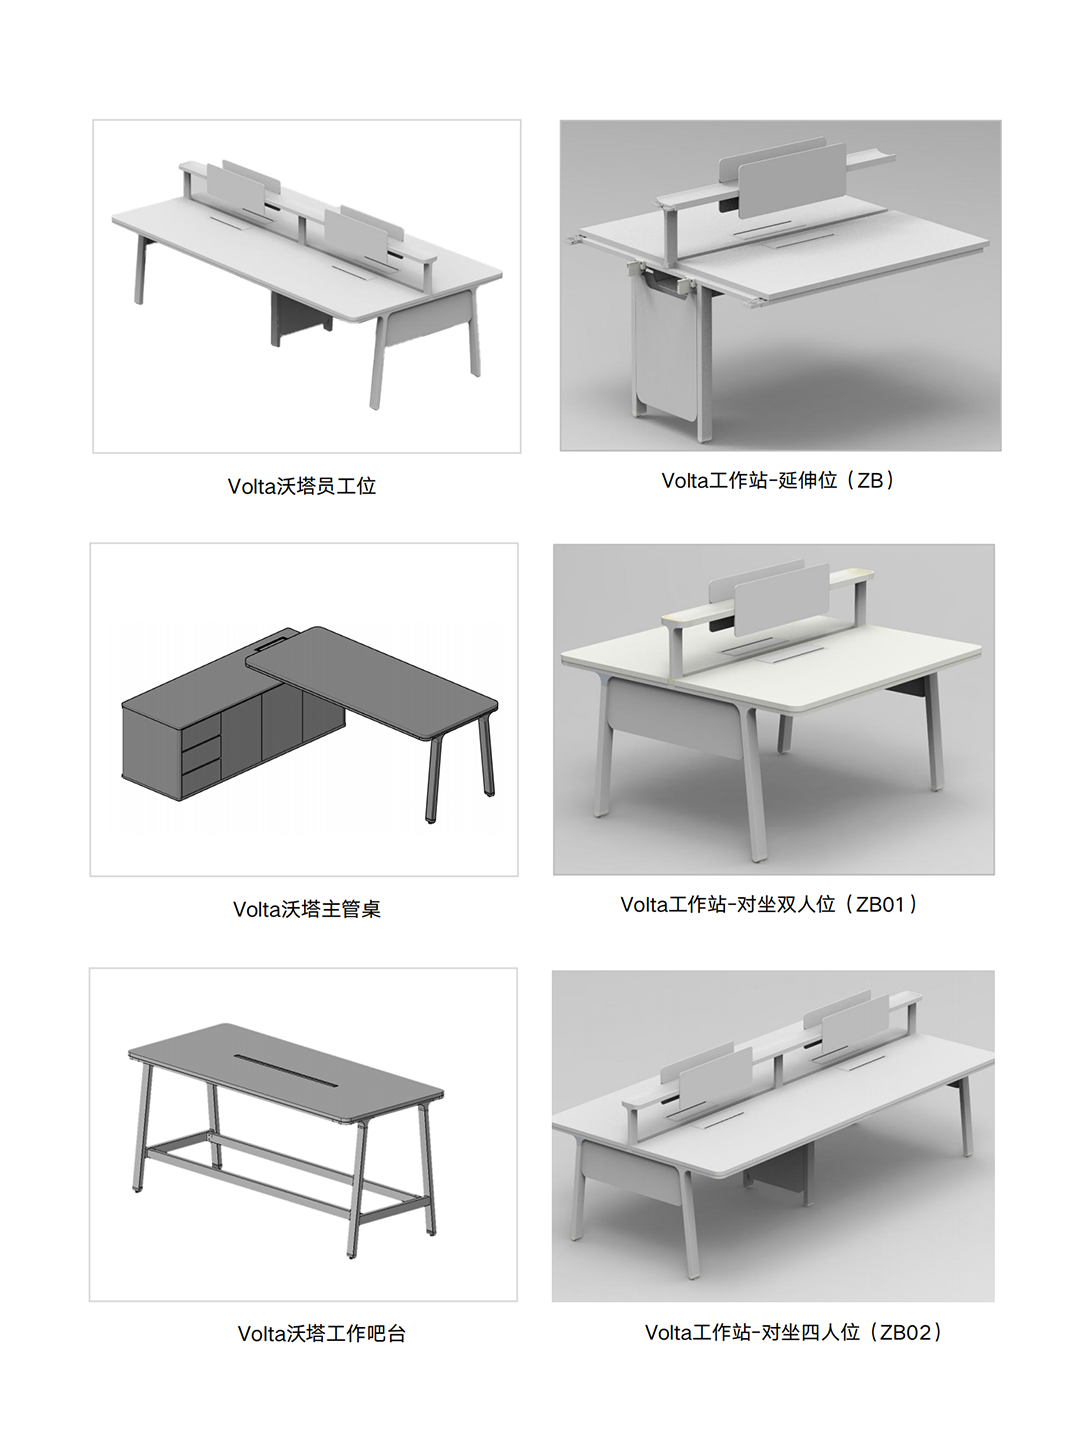 Volta沃塔员工位
Volta工作站-延伸位（ZB）
Volta沃塔主管桌
Volta工作站-对坐双人位（ZB01）
Volta沃塔工作吧台
Volta工作站-对坐四人位（ZB02）